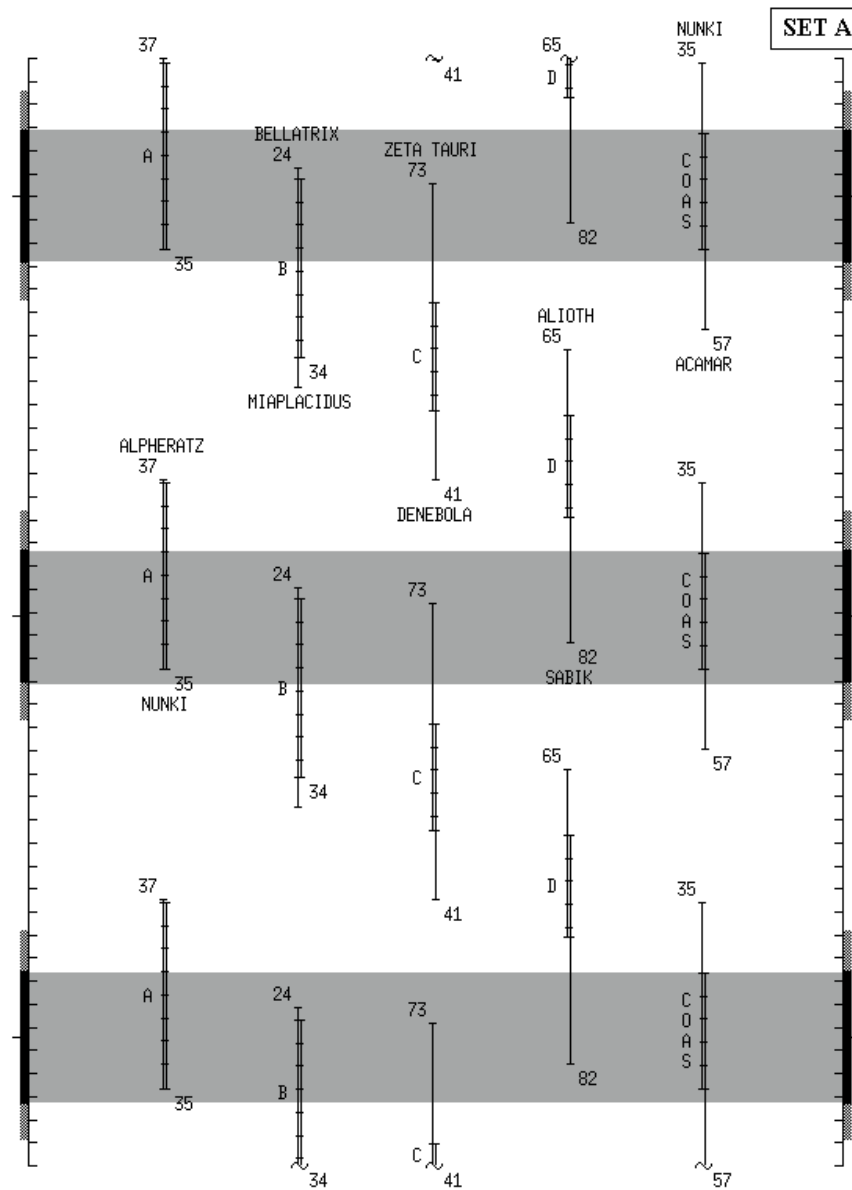 SET A
NUNKI
37
65
35
41
D
BELLATRIX
A
24
ZETA TAURI
73
C
O
A
S
82
35
B
ALIOTH
65
57
ACAMAR
C
34
MIAPLACIDUS
ALPHERATZ
37
D
35
41
DENEBOLA
A
24
73
C
O
A
S
82
SABIK
35
NUNKI
B
57
65
C
34
37
D
35
41
A
24
73
C
O
A
S
82
35
B
C
34
41
57